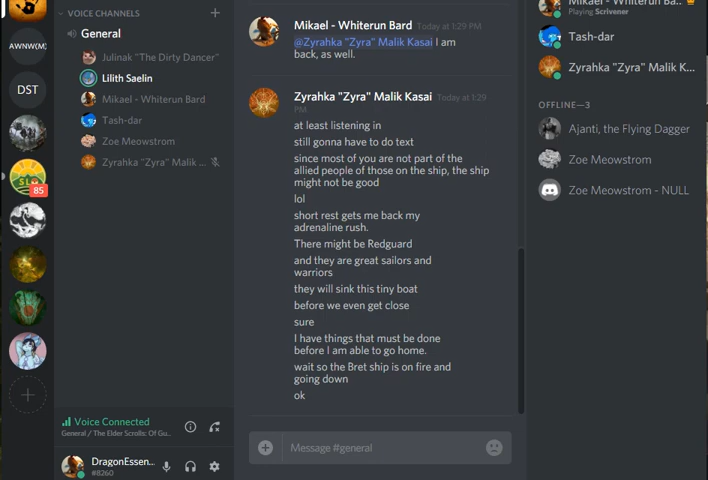 VOICE CHANNELS
General
Julinak "The Dirty Dancer"
Lilith Saelin
Mikael - Whiterun Bard
Tash-dar
Zoe Meowstrom
Zyrahka "Zyra" Malik ...
AWNW(M)
DST
85
Voice Connected
General / The Elder Scrolls: Of Gu...
DragonEssen...
#8260
Mikael - Whiterun Bard Today at 1:29 PM
@Zyrahka "Zyra" Malik Kasai I am
back, as well.
Zyrahka "Zyra" Malik Kasai Today at 1:29
PM
at least listening in
still gonna have to do text
since most of you are not part of the
allied people of those on the ship, the ship
might not be good
lol
short rest gets me back my
adrenaline rush.
There might be Redguard
and they are great sailors and
warriors
they will sink this tiny boat
before we even get close
sure
I have things that must be done
before I am able to go home.
wait so the Bret ship is on fire and
going down
ok
Message #general
Mikael - Whiterun Ba...
Playing Scrivener
Tash-dar
Zyrahka "Zyra" Malik K...
OFFLINE—3
Ajanti, the Flying Dagger
Zoe Meowstrom
Zoe Meowstrom - NULL